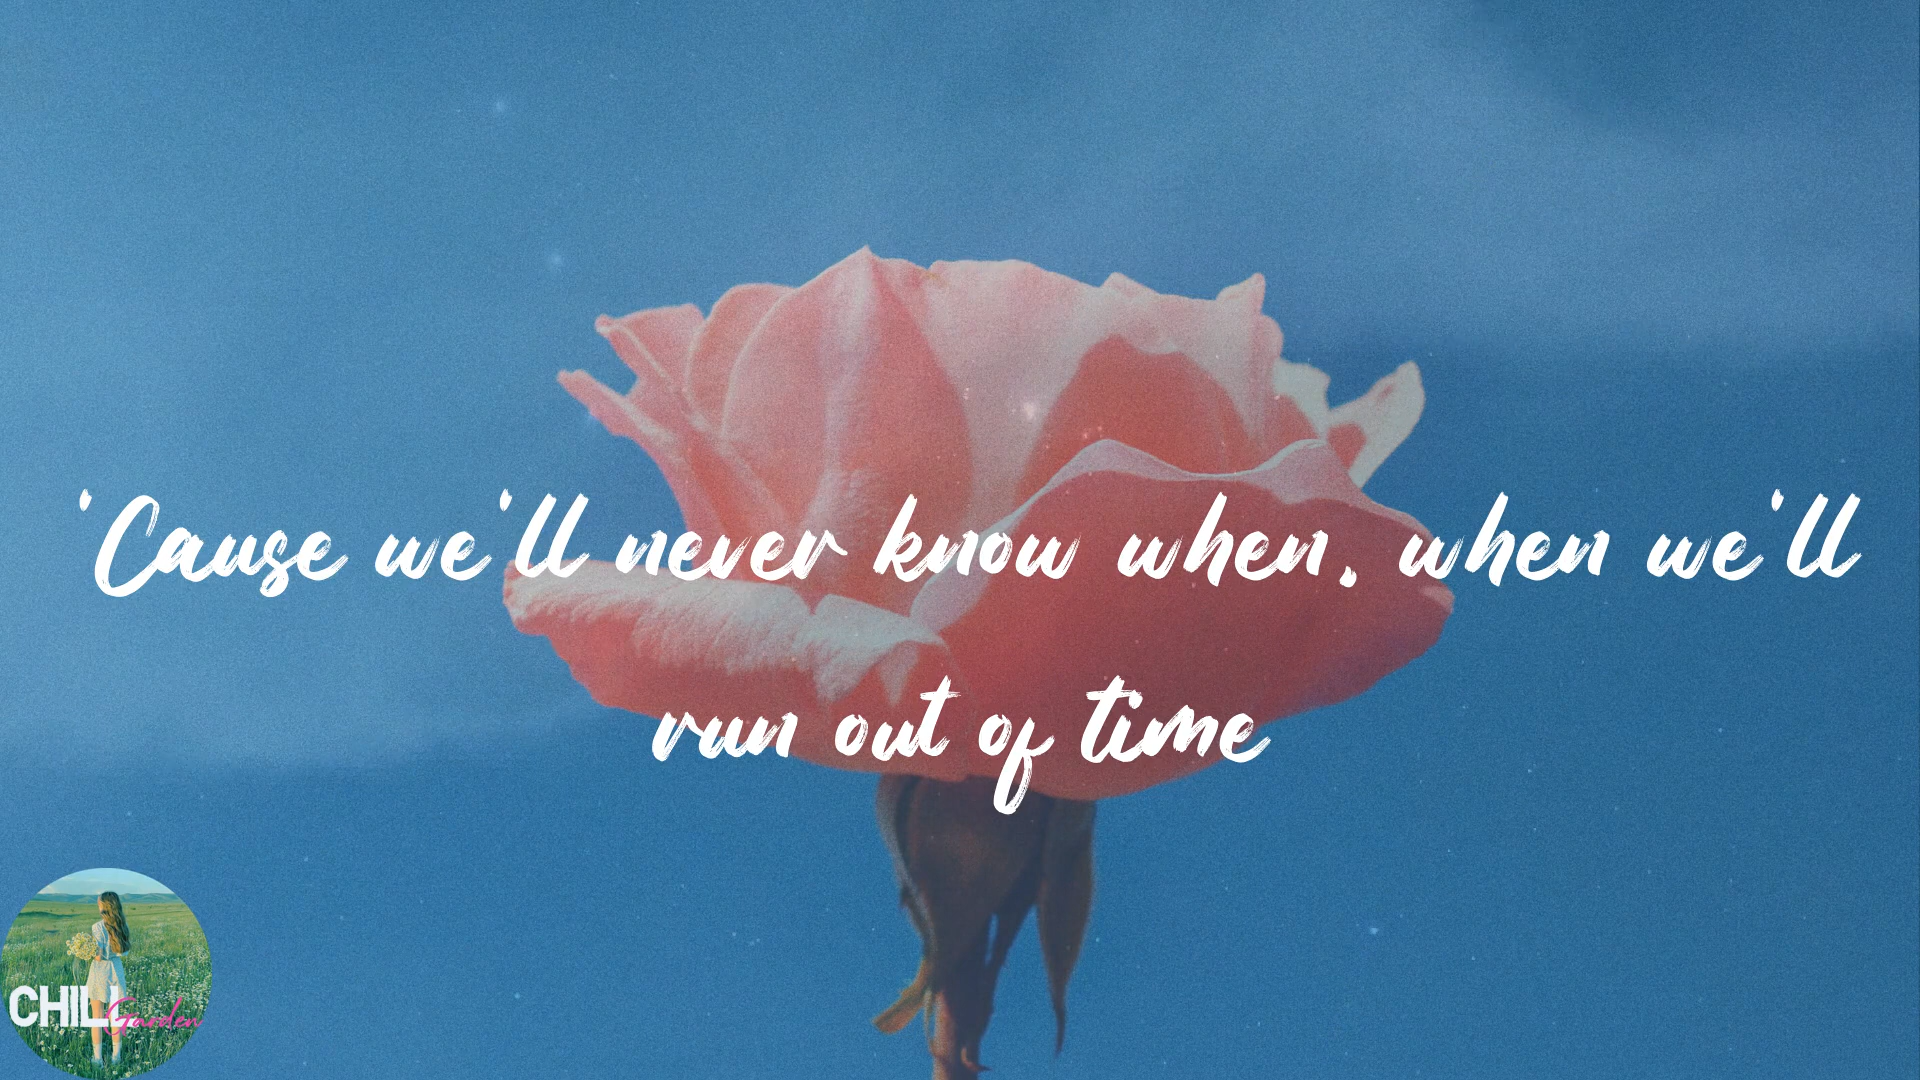 'Cause we'll never know when, when we'll
run out of time
CHILL Garden